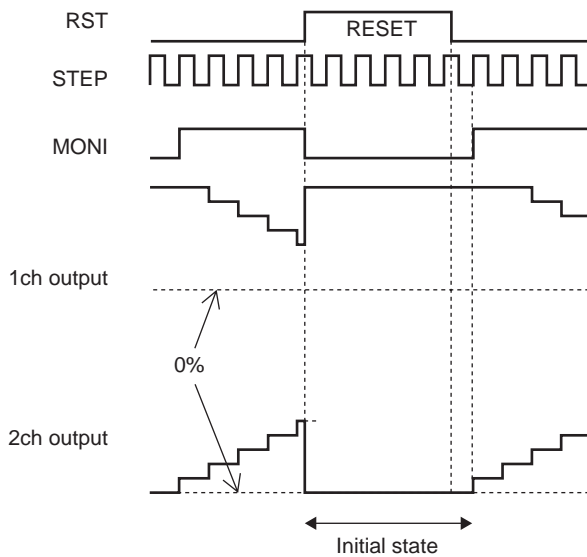 RST
RESET
STEP
MONI
1ch output
0%
2ch output
Initial state